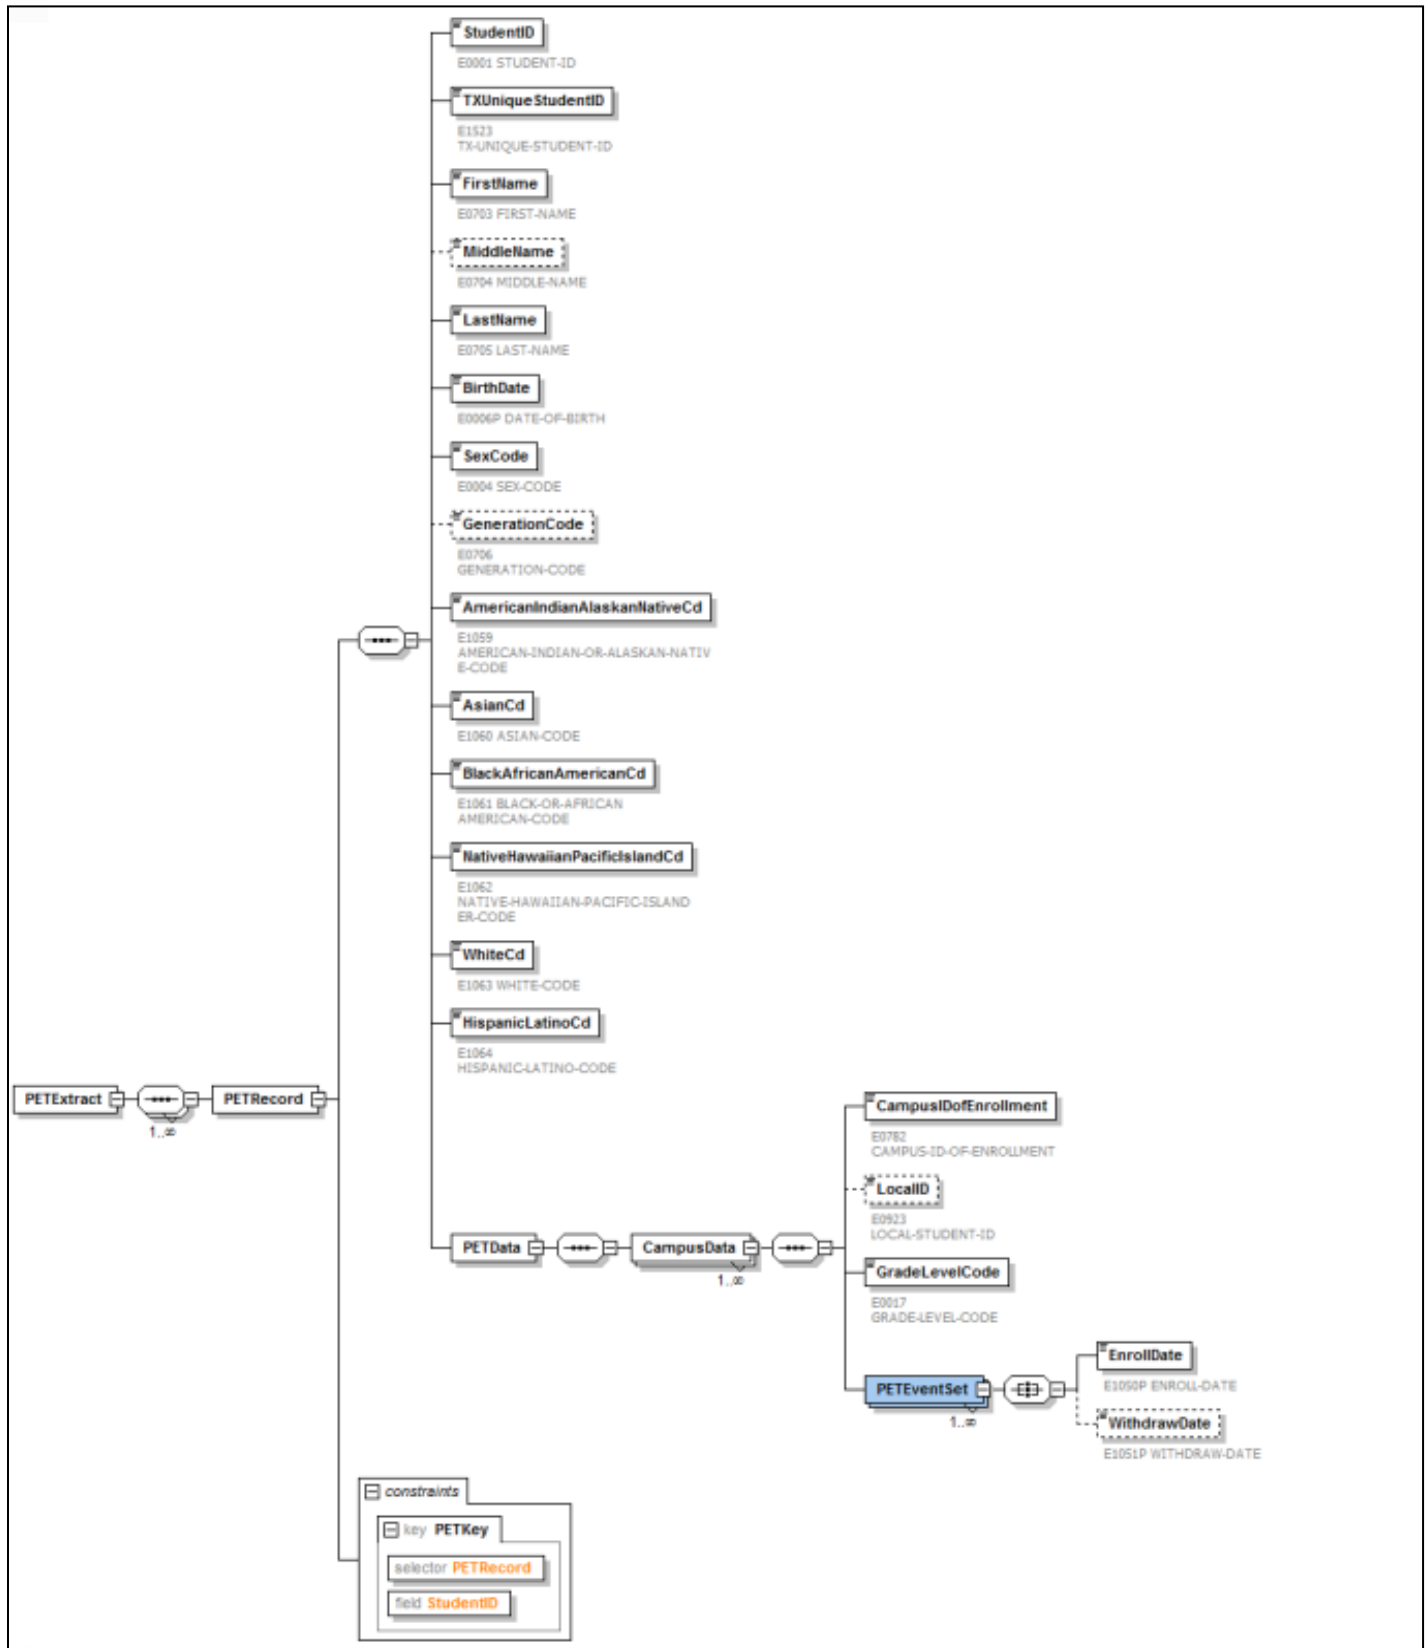 StudentID
E0001 STUDENT-ID
TXUniqueStudentID
E1523
TX-UNIQUE-STUDENT-ID
FirstName
E0703 FIRST-NAME
MiddleName
E0704 MIDDLE-NAME
LastName
E0705 LAST-NAME
BirthDate
E0006P DATE-OF-BIRTH
SexCode
E0004 SEX-CODE
GenerationCode
E0706
GENERATION-CODE
AmericanIndianAlaskanNativeCd
E1059
AMERICAN-INDIAN-OR-ALASKAN-NATIV
E-CODE
AsianCd
E1060 ASIAN-CODE
BlackAfricanAmericanCd
E1061 BLACK-OR-AFRICAN
AMERICAN-CODE
NativeHawaiianPacificIslandCd
E1062
NATIVE-HAWAIIAN-PACIFIC-ISLAND
ER-CODE
WhiteCd
E1063 WHITE-CODE
HispanicLatinoCd
E1064
HISPANIC-LATINO-CODE
PETExtract
1..∞
PETRecord
PETData
CampusData
1..∞
CampusIDofEnrollment
E0782
CAMPUS-ID-OF-ENROLLMENT
LocalID
E0923
LOCAL-STUDENT-ID
GradeLevelCode
E0017
GRADE-LEVEL-CODE
PETEventSet
1..∞
EnrollDate
E1050P ENROLL-DATE
WithdrawDate
E1051P WITHDRAW-DATE
constraints
key PETKey
selector PETRecord
field StudentID